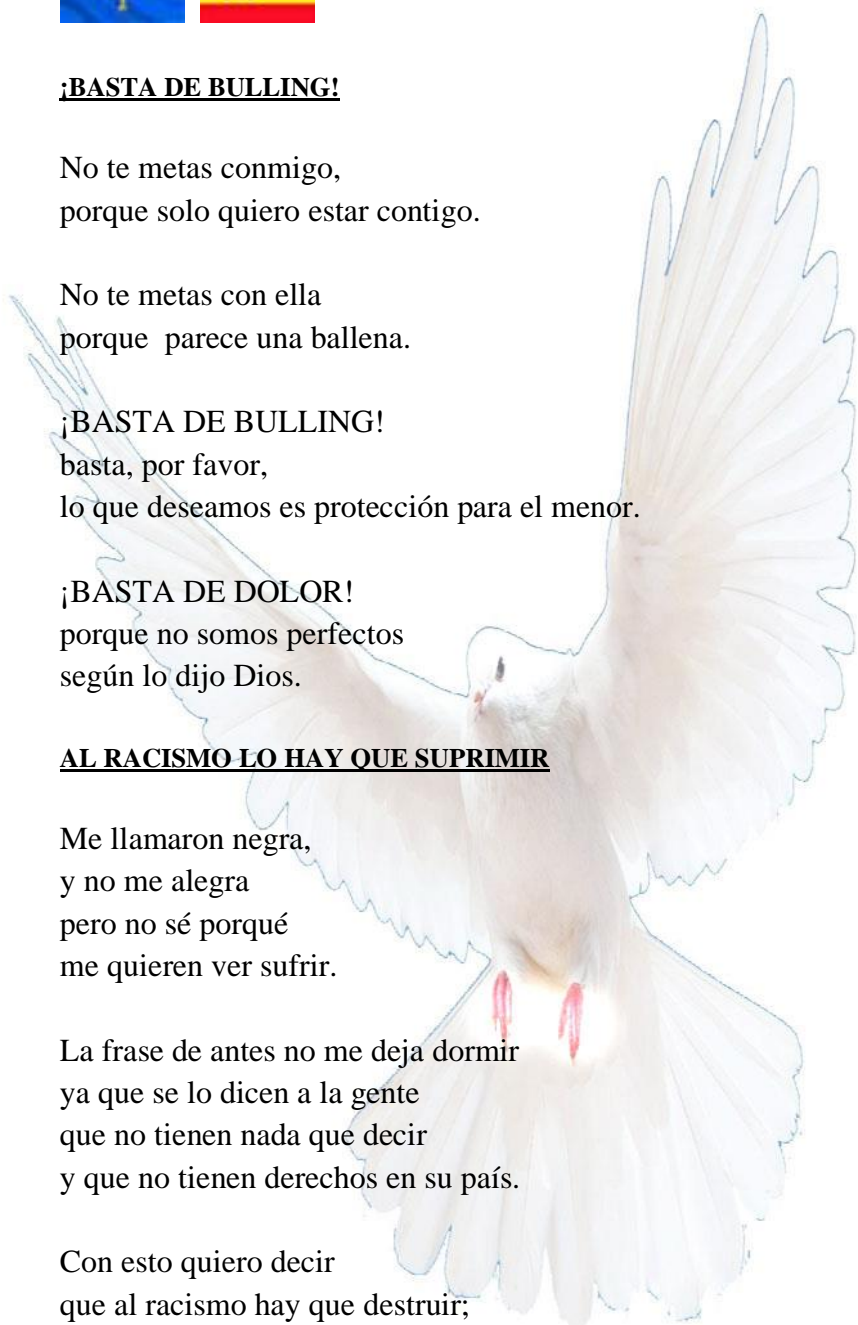 ¡BASTA DE BULLING!
No te metas conmigo,
porque solo quiero estar contigo.
No te metas con ella
porque  parece una ballena.
¡BASTA DE BULLING!
basta, por favor,
lo que deseamos es protección para el menor.
¡BASTA DE DOLOR!
porque no somos perfectos
según lo dijo Dios.
AL RACISMO LO HAY QUE SUPRIMIR
Me llamaron negra,
y no me alegra
pero no sé porqué
me quieren ver sufrir.
La frase de antes no me deja dormir
ya que se lo dicen a la gente
que no tienen nada que decir
y que no tienen derechos en su país.
Con esto quiero decir
que al racismo hay que destruir;